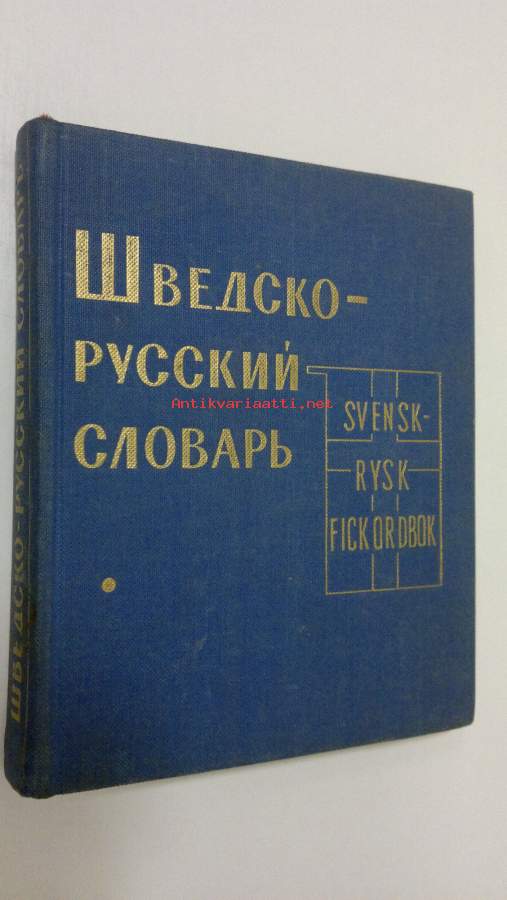 ШВЕДСКО-
РУССКИЙ
СЛОВАРЬ
SVENSK-
RYSK
FICKORDBOK
ШВЕДСКО-РУССКИЙ СЛОВАРЬ
Antikvariaatti.net